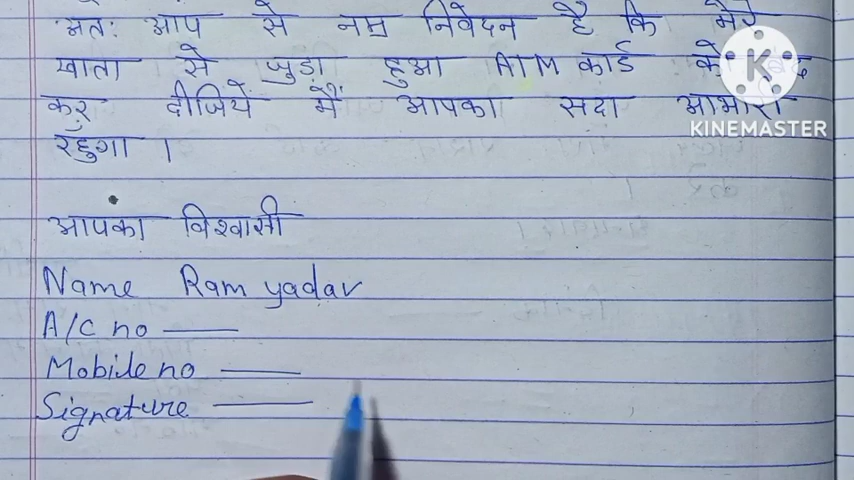 अतः आप से नम्र निवेदन है कि मेरे
खाता से जुड़ा हुआ ATM कार्ड को बंद
कर दीजिये मैं आपका सदा आभारी
रहुँगा ।
आपका विश्वासी
Name Ram yadav
A/C no ——
Mobile no ——
Signature ——
KINEMASTER